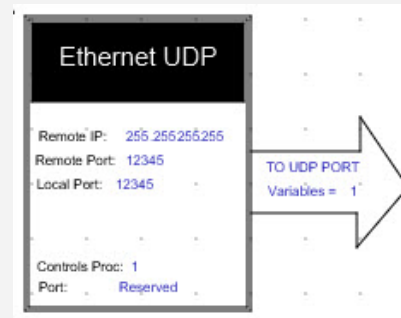 Ethernet UDP
Remote IP: 255.255.255.255
Remote Port: 12345
Local Port: 12345
TO UDP PORT
Variables = 1
Controls Proc: 1
Port: Reserved